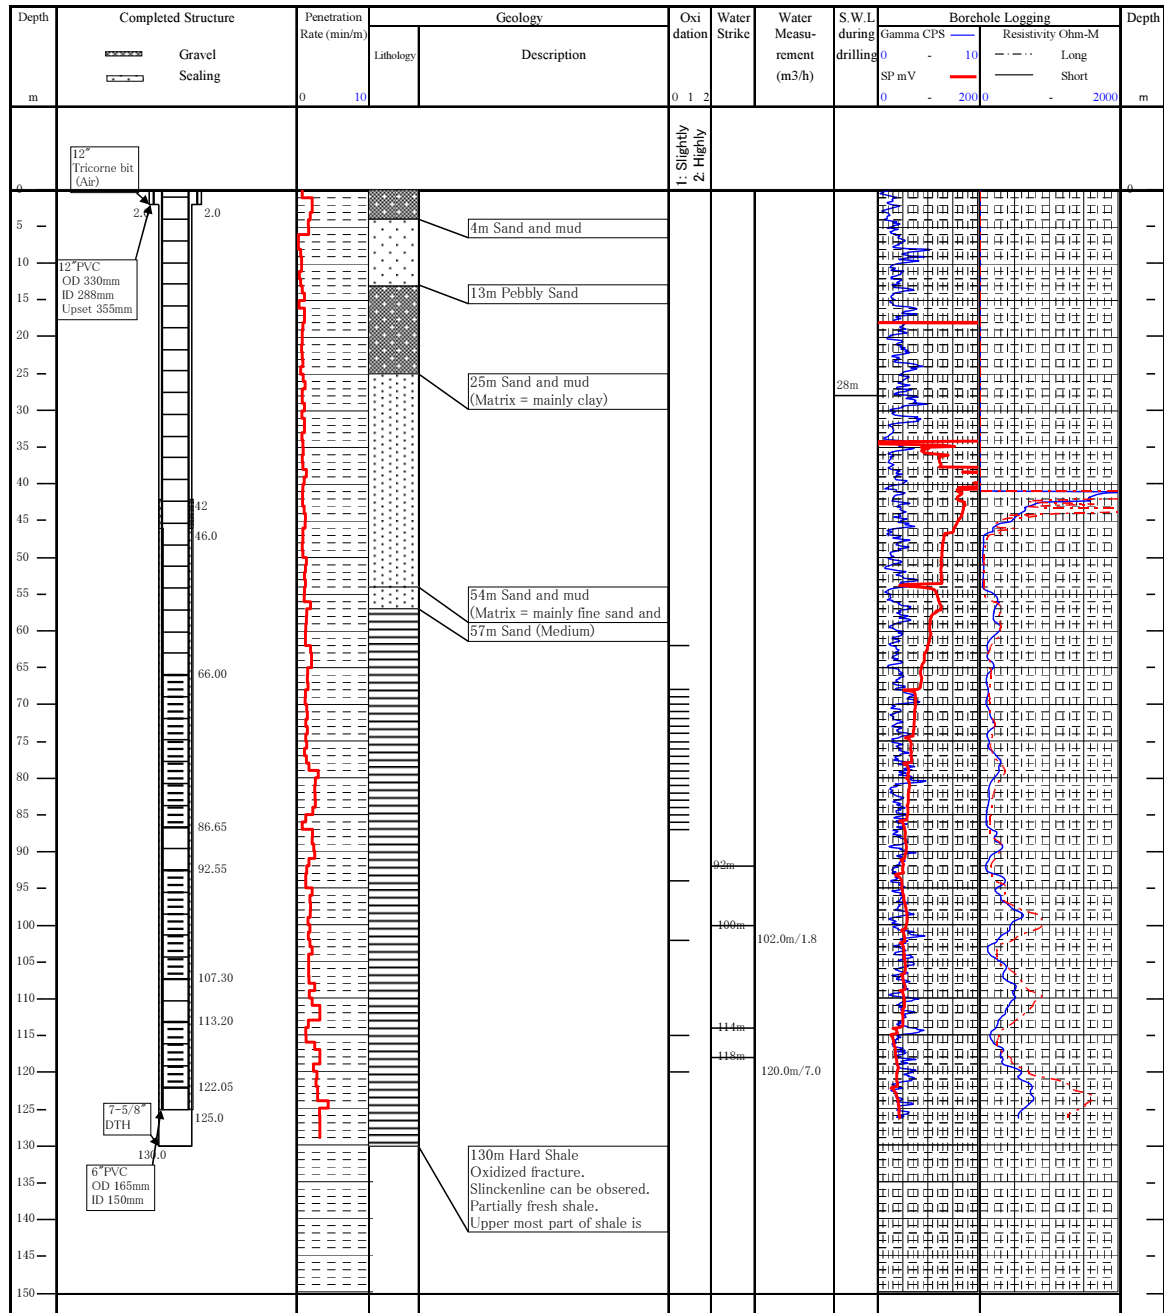 Depth
Completed Structure
Penetration
Rate (min/m)
Geology
Oxi
dation
Water
Strike
Water
Measu-
rement
(m3/h)
S.W.L
during
drilling
Borehole Logging
Depth
Gravel
Sealing
Lithology
Description
Gamma CPS
0 - 10
SP mV
0 - 200
Resistivity Ohm-M
Long
Short
0 - 2000
m
0 10
0 1 2
m
1: Slightly
2: Highly
12"
Tricorne bit
(Air)
0
0
2.0
2.0
5
4m Sand and mud
10
12"PVC
OD 330mm
ID 288mm
Upset 355mm
13m Pebbly Sand
15
20
25
25m Sand and mud
(Matrix = mainly clay)
28m
30
35
40
42
45
46.0
50
55
54m Sand and mud
(Matrix = mainly fine sand and
57m Sand (Medium)
60
65
66.00
70
75
80
85
86.65
90
92m
92.55
95
100
100m
102.0m/1.8
105
107.30
110
113.20
114m
115
118m
120
120.0m/7.0
122.05
125
125.0
7-5/8"
DTH
130
130.0
130m Hard Shale
Oxidized fracture.
Slinckenline can be obsered.
Partially fresh shale.
Upper most part of shale is
6"PVC
OD 165mm
ID 150mm
135
140
145
150